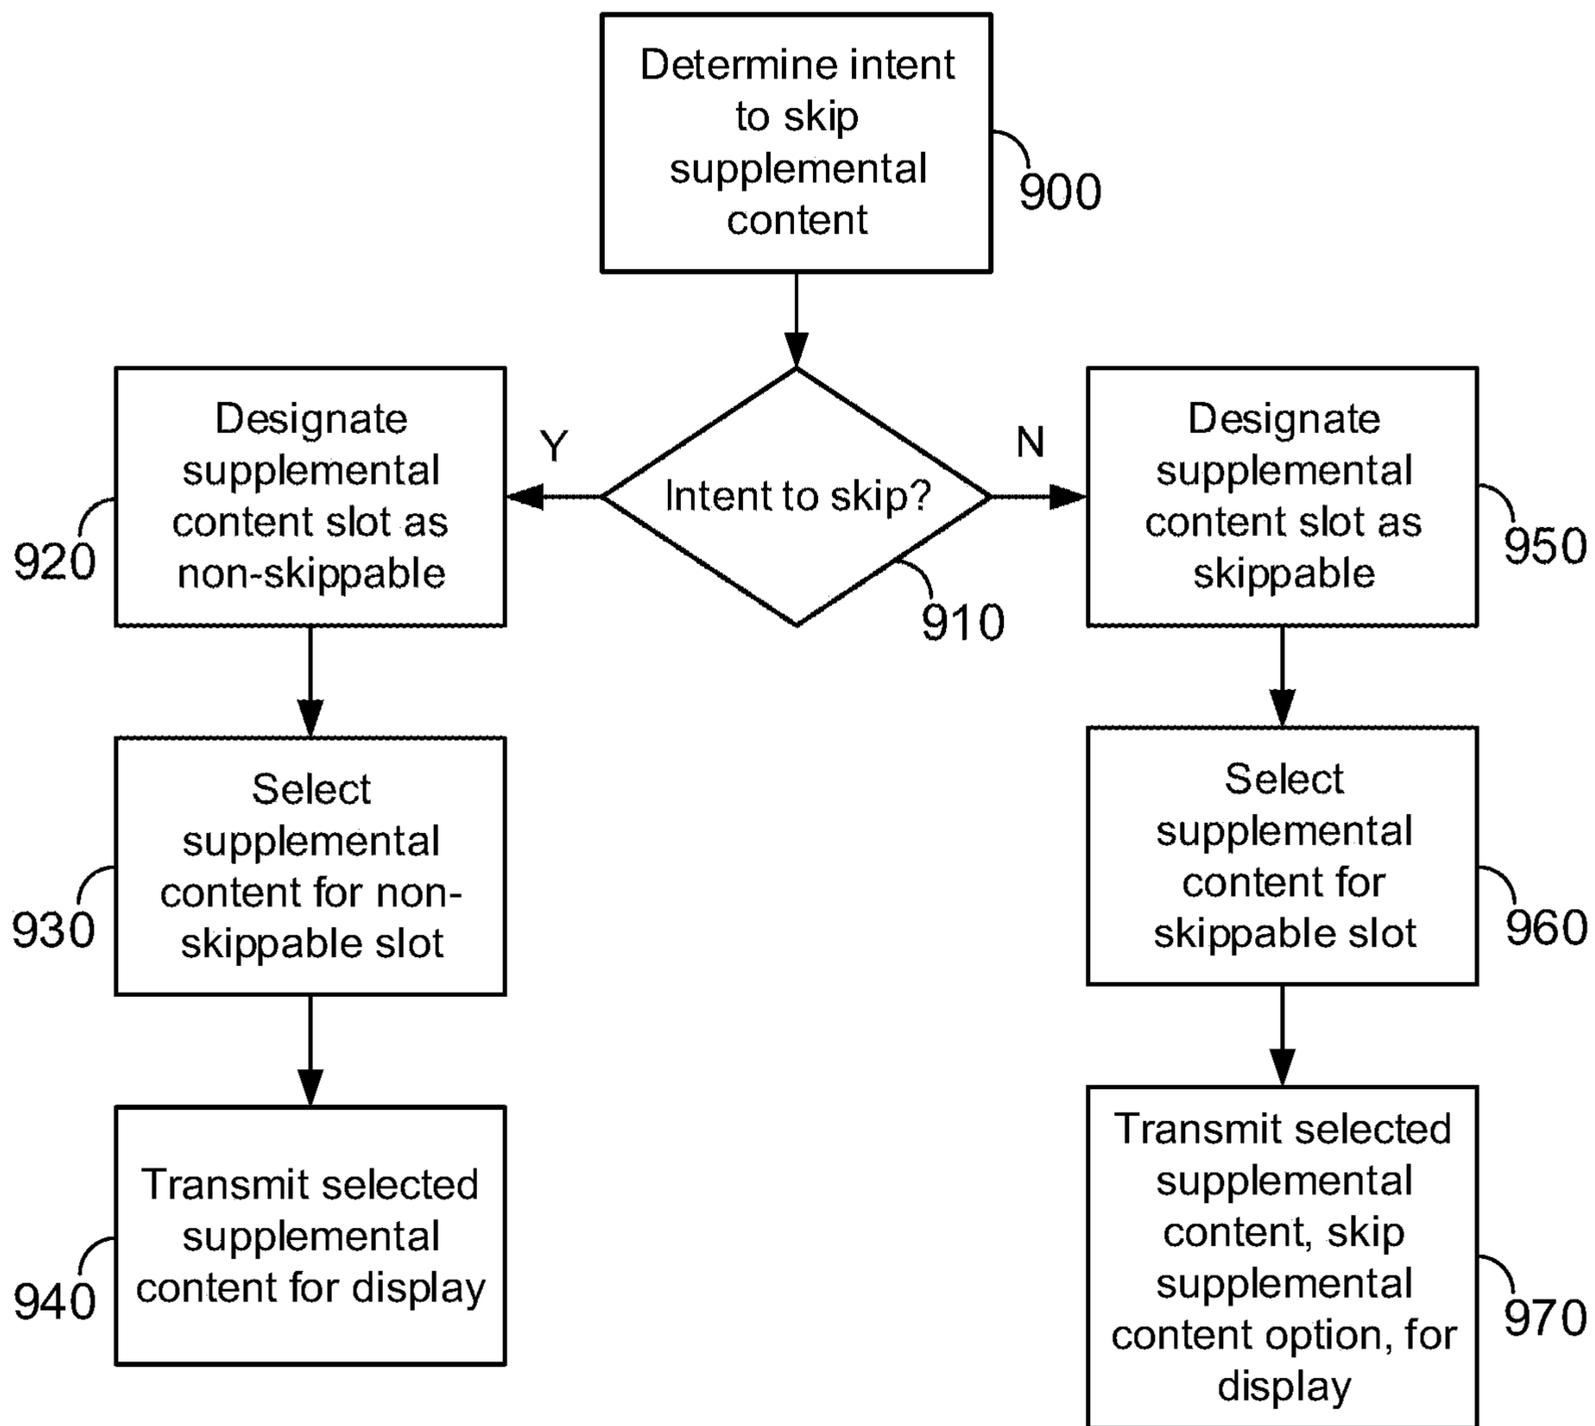 Determine intent
to skip
supplemental
content
900
Intent to skip?
910
Y
N
Designate
supplemental
content slot as
non-skippable
920
Select
supplemental
content for non-
skippable slot
930
Transmit selected
supplemental
content for display
940
Designate
supplemental
content slot as
skippable
950
Select
supplemental
content for
skippable slot
960
Transmit selected
supplemental
content, skip
supplemental
content option, for
display
970